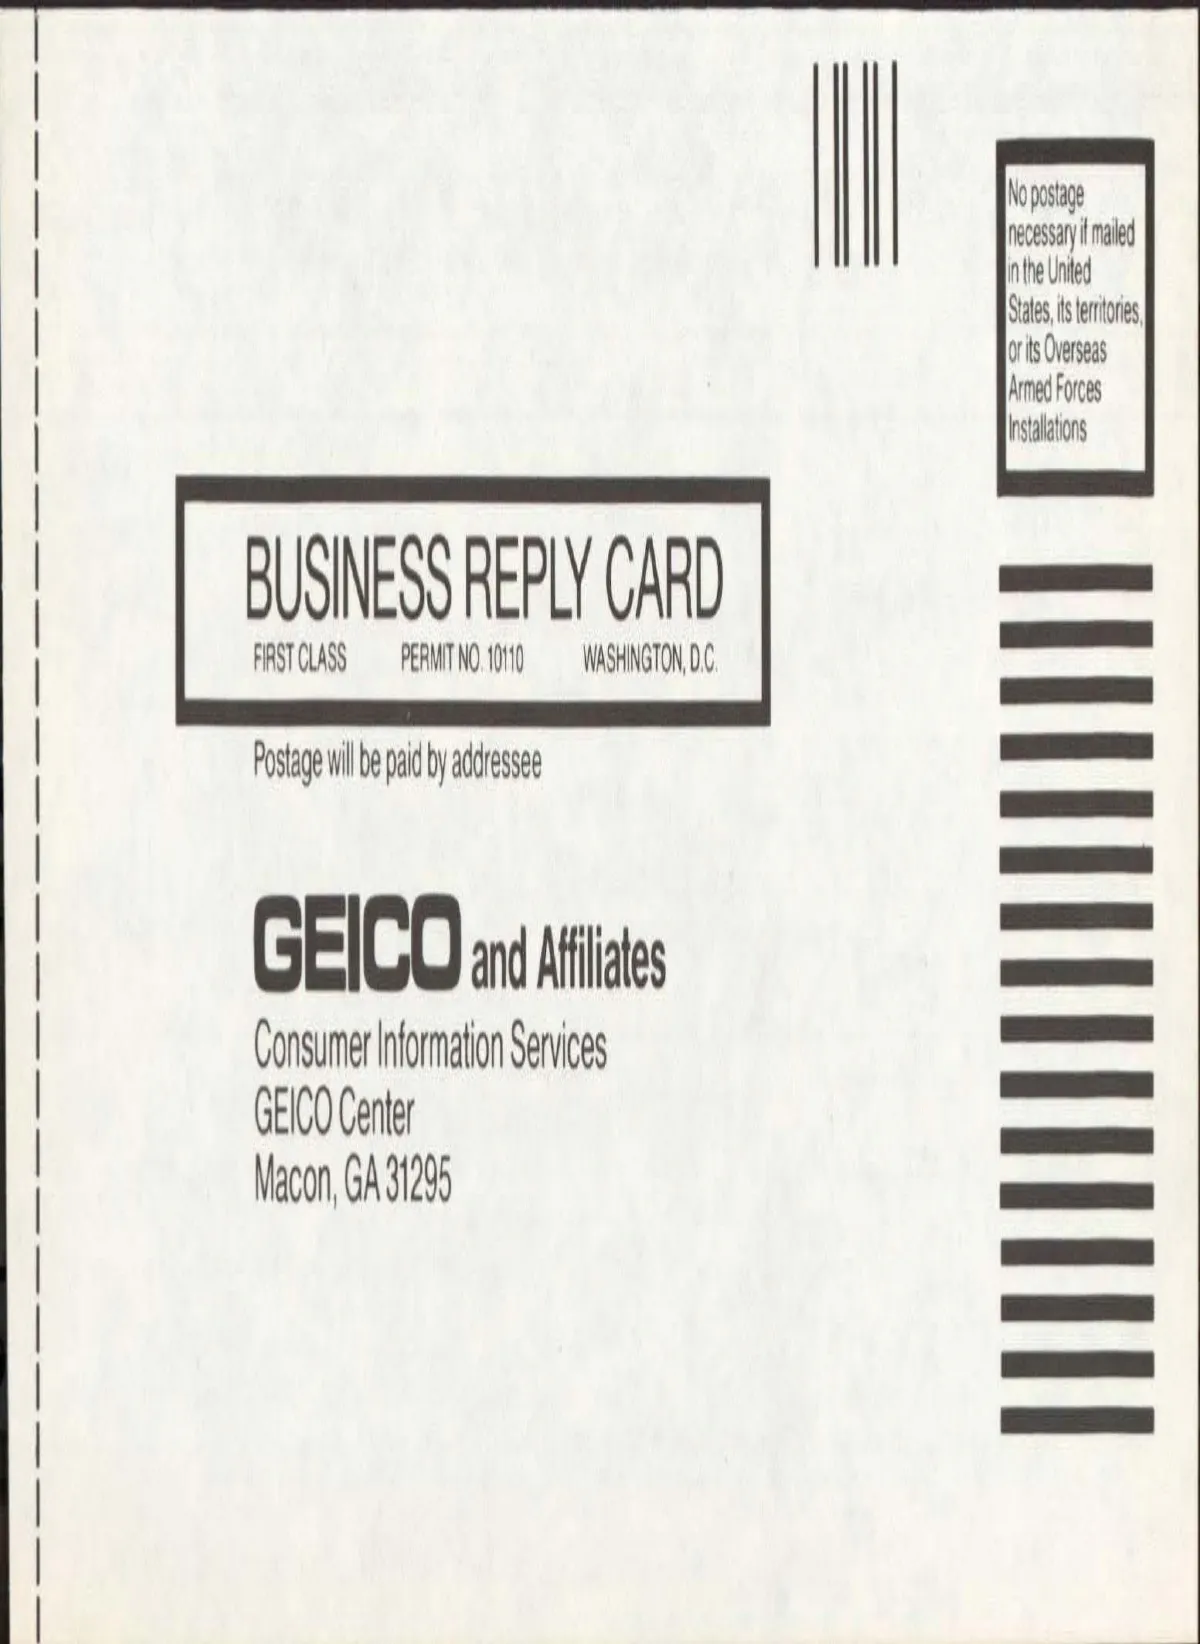 No postage
necessary if mailed
in the United
States, its territories,
or its Overseas
Armed Forces
Installations
BUSINESS REPLY CARD
FIRST CLASS PERMIT NO. 10110 WASHINGTON, D.C.
Postage will be paid by addressee
GEICO and Affiliates
Consumer Information Services
GEICO Center
Macon, GA 31295